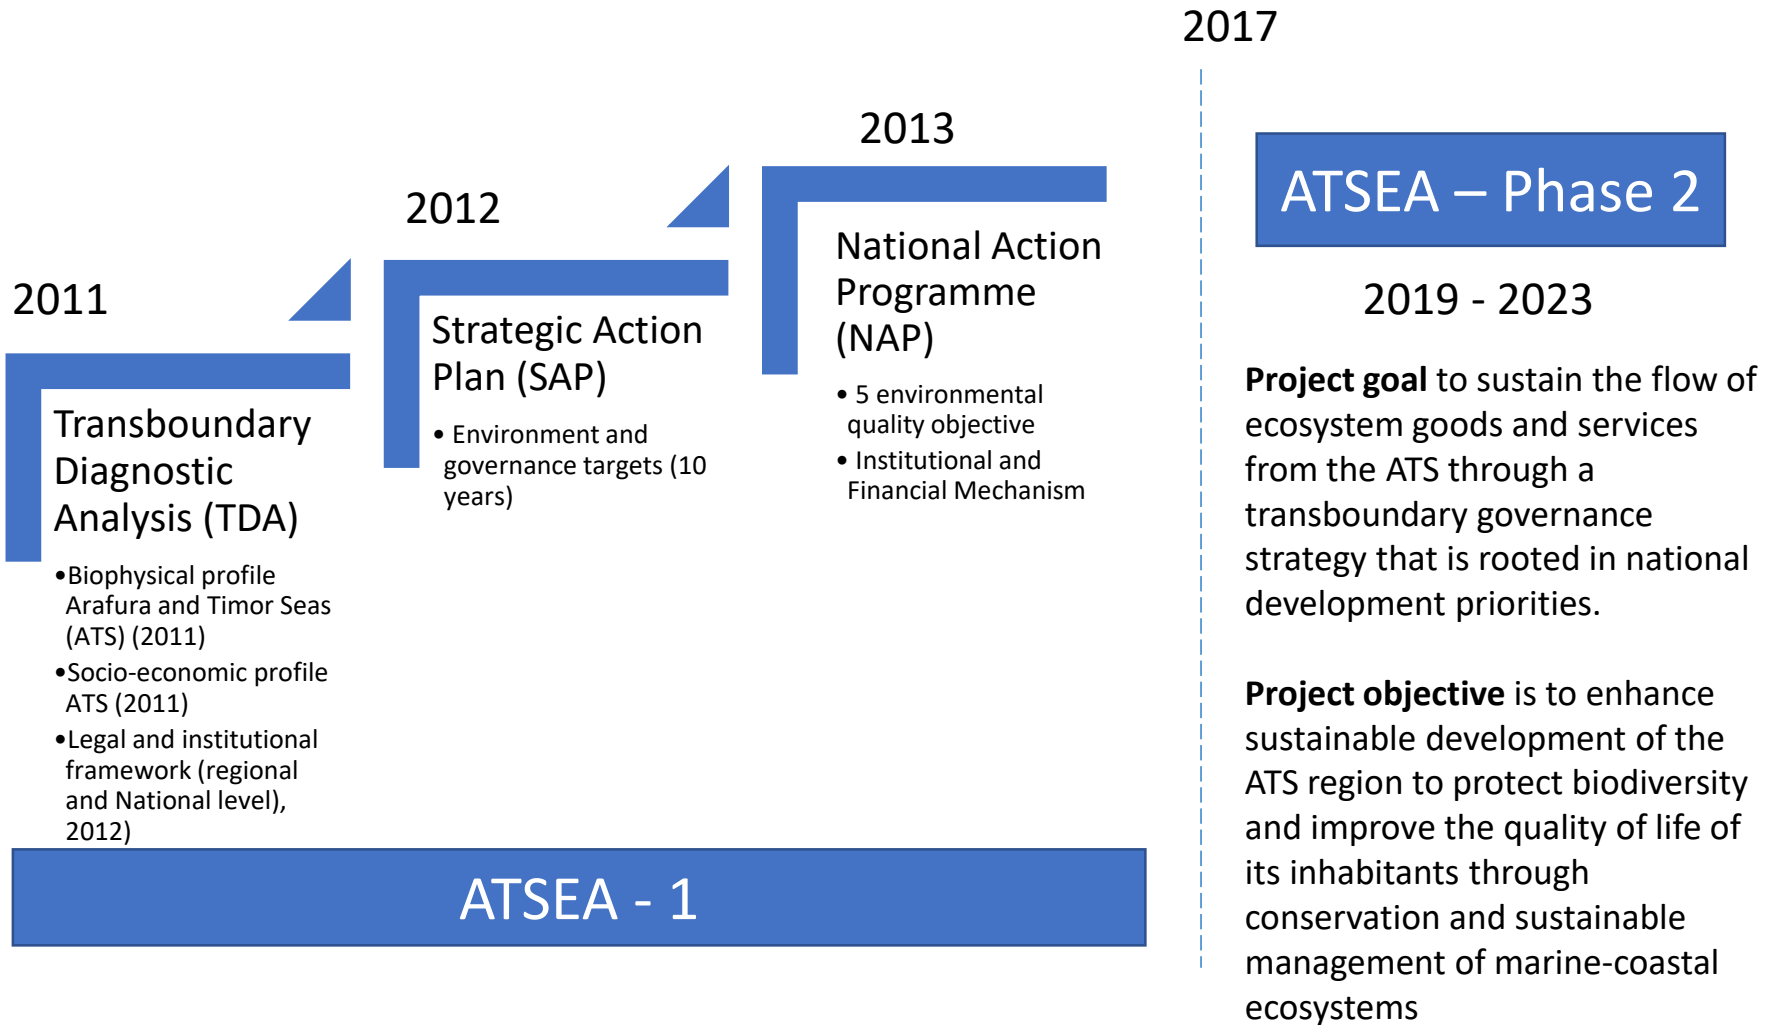 2011
Transboundary
Diagnostic
Analysis (TDA)
•Biophysical profile
Arafura and Timor Seas
(ATS) (2011)
•Socio-economic profile
ATS (2011)
•Legal and institutional
framework (regional
and National level),
2012)
2012
Strategic Action
Plan (SAP)
• Environment and
governance targets (10
years)
2013
National Action
Programme
(NAP)
• 5 environmental
quality objective
• Institutional and
Financial Mechanism
ATSEA - 1
2017
ATSEA – Phase 2
2019 - 2023
Project goal to sustain the flow of
ecosystem goods and services
from the ATS through a
transboundary governance
strategy that is rooted in national
development priorities.
Project objective is to enhance
sustainable development of the
ATS region to protect biodiversity
and improve the quality of life of
its inhabitants through
conservation and sustainable
management of marine-coastal
ecosystems